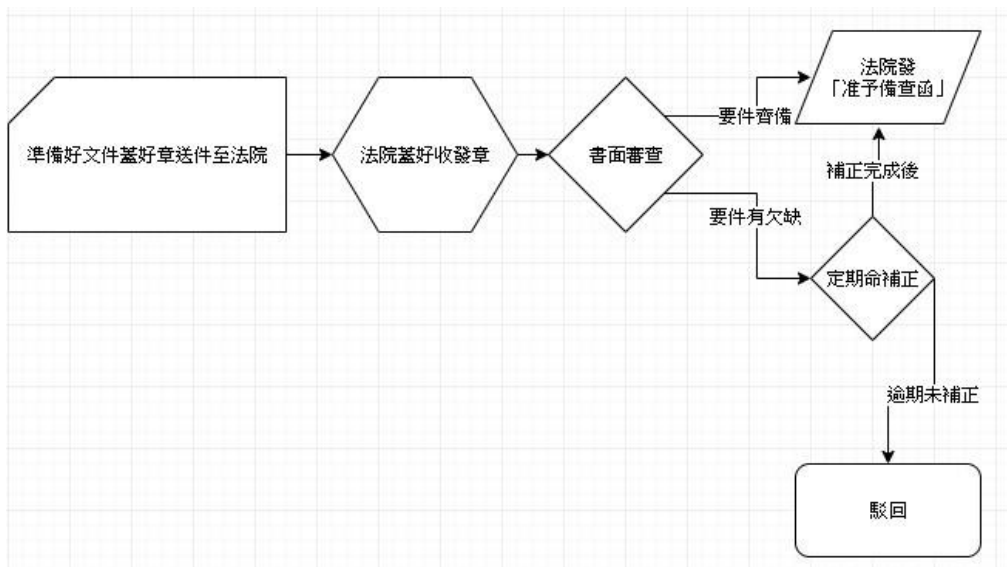 準備好文件蓋好章送件至法院
法院蓋好收發章
書面審查
要件齊備
法院發
「准予備查函」
要件有欠缺
補正完成後
定期命補正
逾期未補正
駁回